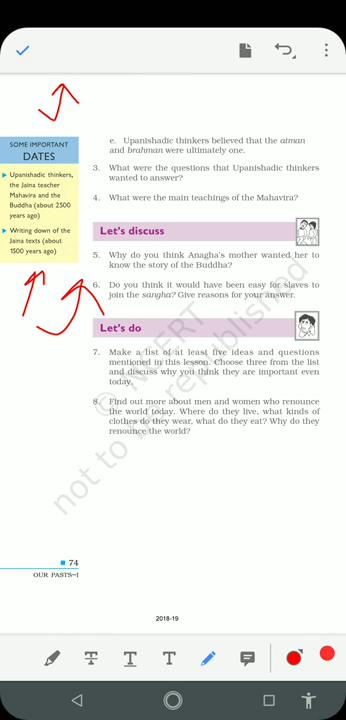 SOME IMPORTANT
DATES
Upanishadic thinkers,
the Jaina teacher
Mahavira and the
Buddha (about 2500
years ago)
Writing down of the
Jaina texts (about
1500 years ago)
e. Upanishadic thinkers believed that the atman
and brahman were ultimately one.
3. What were the questions that Upanishadic thinkers
wanted to answer?
4. What were the main teachings of the Mahavira?
Let's discuss
5. Why do you think Anagha's mother wanted her to
know the story of the Buddha?
6. Do you think it would have been easy for slaves to
join the sangha? Give reasons for your answer.
Let's do
7. Make a list of at least five ideas and questions
mentioned in this lesson. Choose three from the list
and discuss why you think they are important even
today.
8. Find out more about men and women who renounce
the world today. Where do they live, what kinds of
clothes do they wear, what do they eat? Why do they
renounce the world?
© NCERT
not to be republished
74
OUR PASTS–I
2018-19
T T T